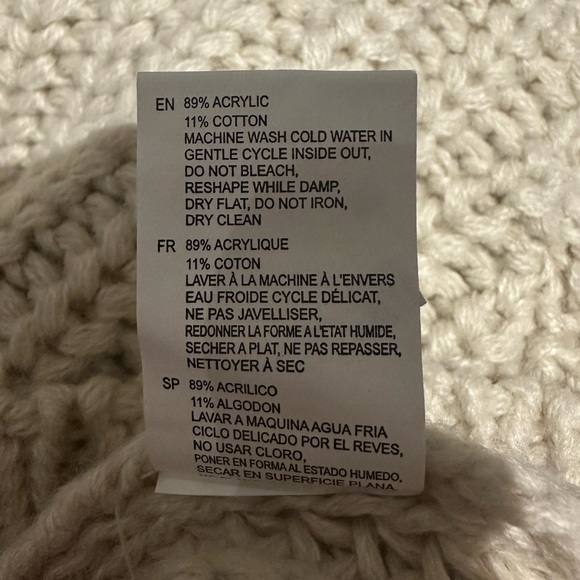 EN 89% ACRYLIC
11% COTTON
MACHINE WASH COLD WATER IN
GENTLE CYCLE INSIDE OUT,
DO NOT BLEACH,
RESHAPE WHILE DAMP,
DRY FLAT, DO NOT IRON,
DRY CLEAN
FR 89% ACRYLIQUE
11% COTON
LAVER À LA MACHINE À L'ENVERS
EAU FROIDE CYCLE DÉLICAT,
NE PAS JAVELLISER,
REDONNER LA FORME A L'ETAT HUMIDE,
SECHER A PLAT, NE PAS REPASSER,
NETTOYER À SEC
SP 89% ACRILICO
11% ALGODON
LAVAR A MAQUINA AGUA FRIA
CICLO DELICADO POR EL REVES,
NO USAR CLORO,
PONER EN FORMA AL ESTADO HUMEDO,
SECAR EN SUPERFICIE PLANA